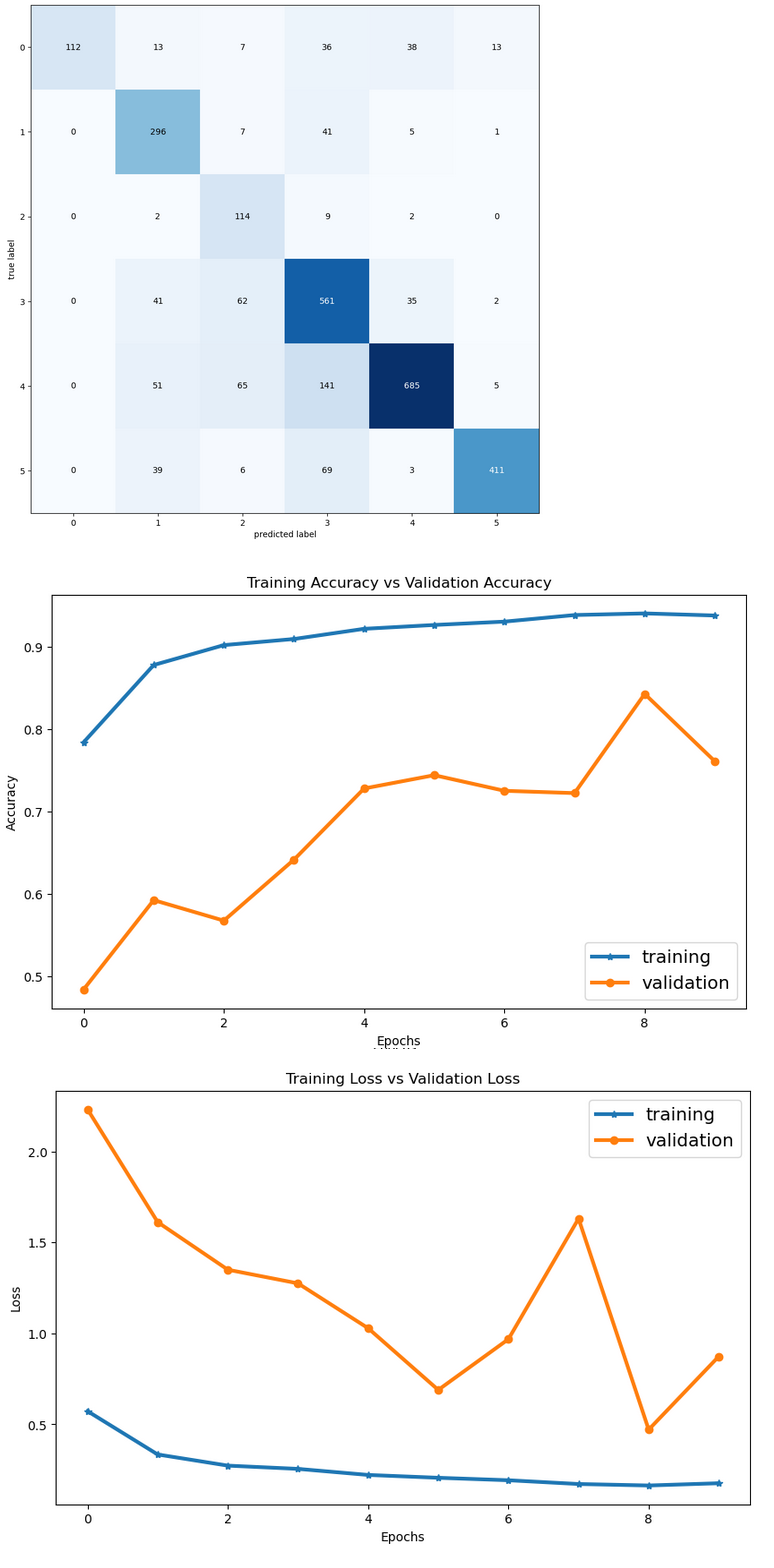 0 112 13 7 36 38 13
1 0 296 7 41 5 1
2 0 2 114 9 2 0
true label
3 0 41 62 561 35 2
4 0 51 65 141 685 5
5 0 39 6 69 3 411
0 1 2 3 4 5
predicted label
Training Accuracy vs Validation Accuracy
0.9
0.8
0.7
0.6
0.5
Accuracy
training
validation
0 2 4 6 8
Epochs
Training Loss vs Validation Loss
training
validation
2.0
1.5
1.0
0.5
Loss
0 2 4 6 8
Epochs